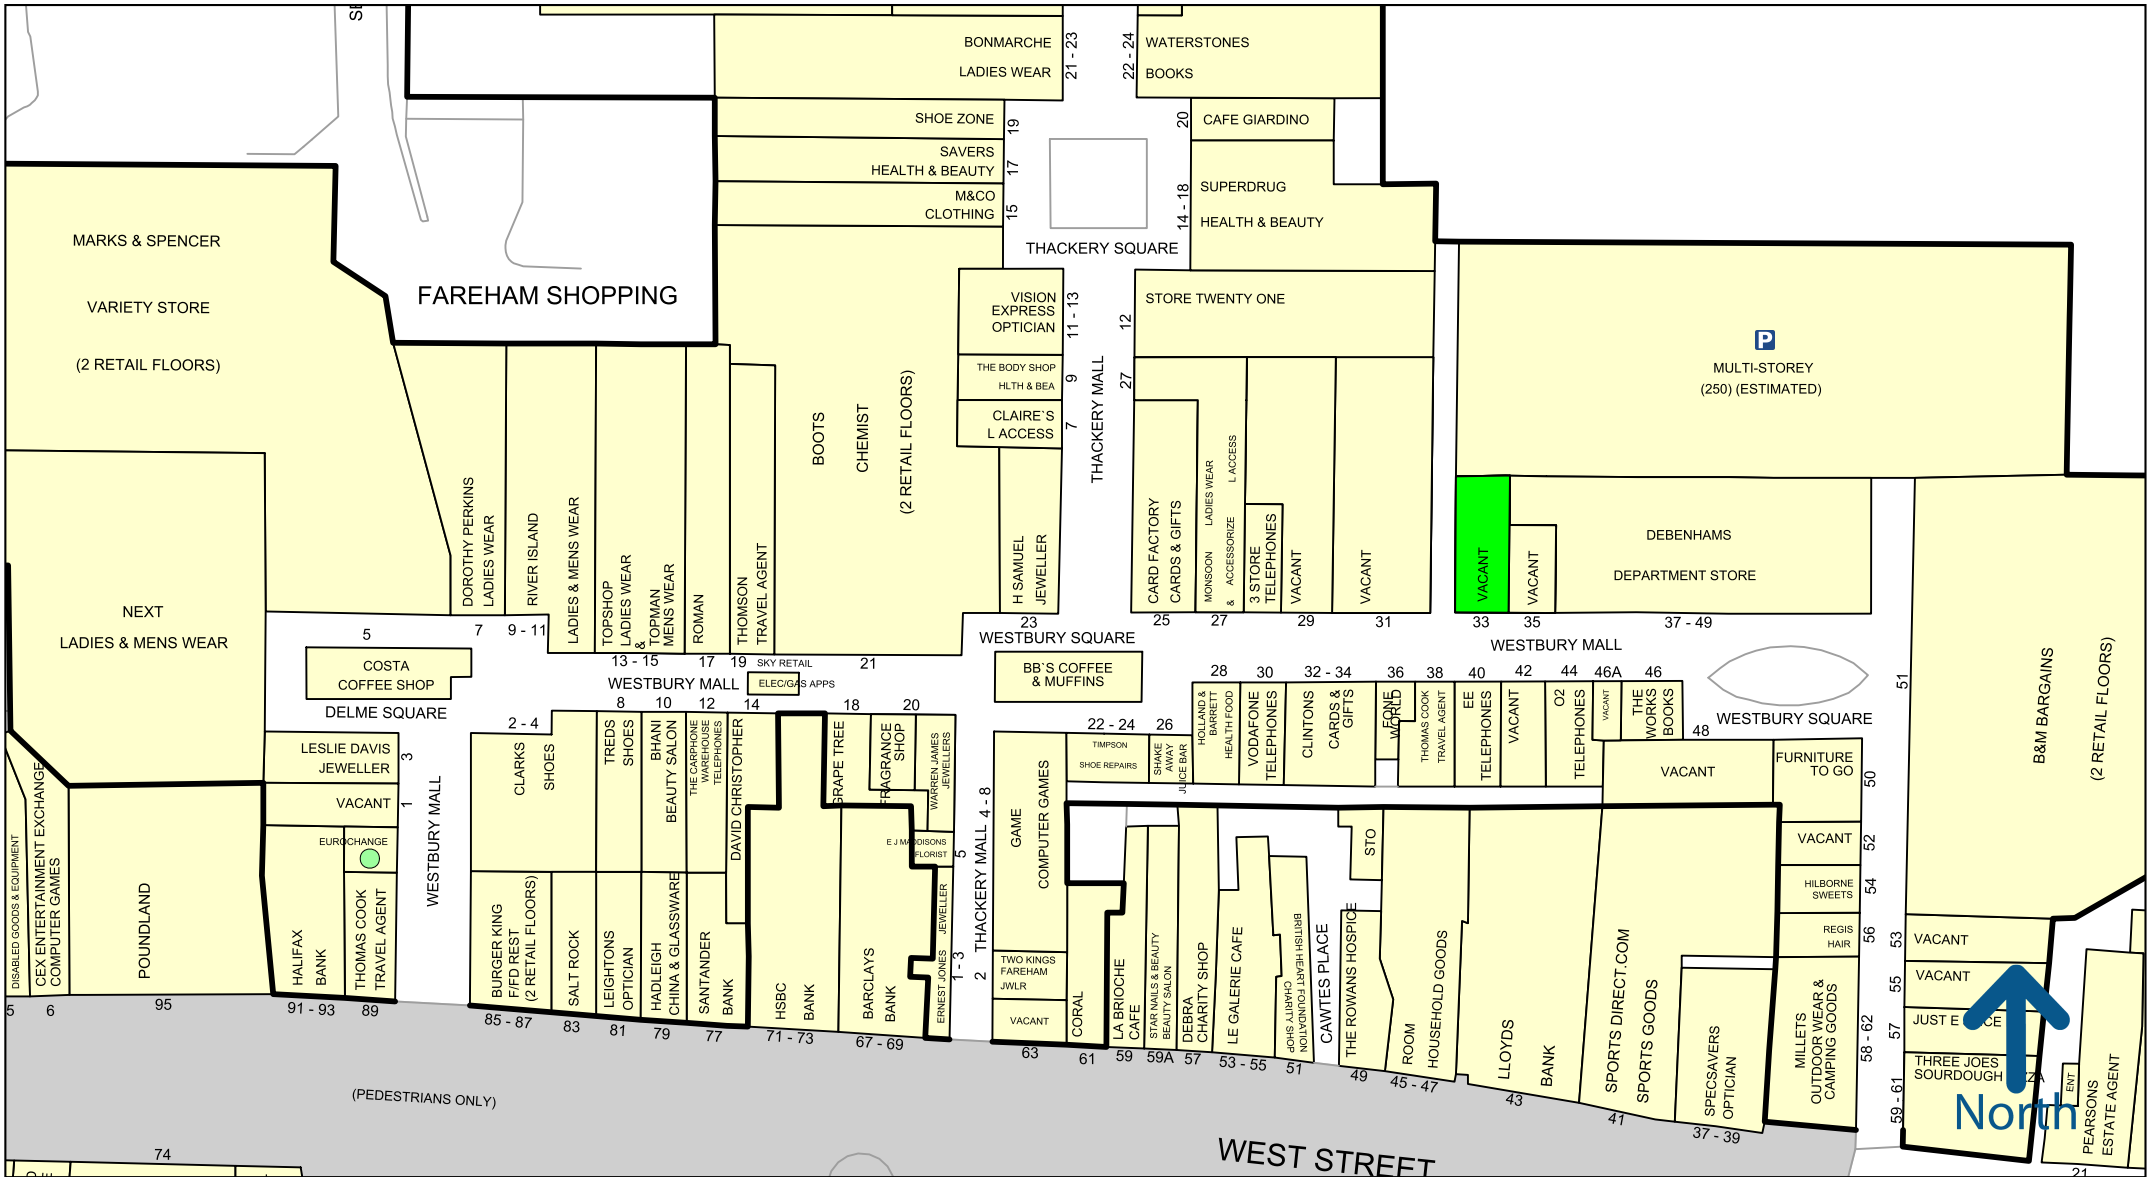 BONMARCHE
LADIES WEAR
21 - 23
22 - 24
WATERSTONES
BOOKS
SHOE ZONE
19
20
CAFE GIARDINO
SAVERS
HEALTH & BEAUTY
17
M&CO
CLOTHING
15
14 - 18
SUPERDRUG
HEALTH & BEAUTY
THACKERY SQUARE
MARKS & SPENCER
VARIETY STORE
(2 RETAIL FLOORS)
FAREHAM SHOPPING
VISION
EXPRESS
OPTICIAN
11 - 13
12
STORE TWENTY ONE
THE BODY SHOP
HLTH & BEA
9
27
CLAIRE`S
L ACCESS
7
THACKERY MALL
P
MULTI-STOREY
(250) (ESTIMATED)
BOOTS
CHEMIST
(2 RETAIL FLOORS)
NEXT
LADIES & MENS WEAR
DOROTHY PERKINS
LADIES WEAR
RIVER ISLAND
LADIES & MENS WEAR
TOPSHOP
LADIES WEAR
&
TOPMAN
MENS WEAR
ROMAN
THOMSON
TRAVEL AGENT
H SAMUEL
JEWELLER
CARD FACTORY
CARDS & GIFTS
MONSOON LADIES WEAR
& ACCESSORIZE L ACCESS
3 STORE
TELEPHONES
VACANT
VACANT
VACANT
VACANT
DEBENHAMS
DEPARTMENT STORE
B&M BARGAINS
(2 RETAIL FLOORS)
5
7
9 - 11
13 - 15
17
19
SKY RETAIL
21
23
25
27
29
31
33
35
37 - 49
51
WESTBURY SQUARE
WESTBURY MALL
COSTA
COFFEE SHOP
DELME SQUARE
WESTBURY MALL
ELEC/GAS APPS
BB`S COFFEE
& MUFFINS
28
30
32 - 34
36
38
40
42
44
46A
46
WESTBURY SQUARE
2 - 4
8
10
12
14
18
20
22 - 24
26
48
LESLIE DAVIS
JEWELLER
3
VACANT
1
EUROCHANGE
WESTBURY MALL
CLARKS
SHOES
TREDS
SHOES
BHANI
BEAUTY SALON
THE CARPHONE
WAREHOUSE
TELEPHONES
DAVID CHRISTOPHER
GRAPE TREE
FRAGRANCE
SHOP
WARREN JAMES
JEWELLERS
E J MADDISONS
FLORIST
5
4 - 8
THACKERY MALL
GAME
COMPUTER GAMES
TIMPSON
SHOE REPAIRS
SHAKE
AWAY
JUICE BAR
HOLLAND &
BARRETT
HEALTH FOOD
VODAFONE
TELEPHONES
CLINTONS
CARDS &
GIFTS
FONE
WORLD
THOMAS COOK
TRAVEL AGENT
EE
TELEPHONES
VACANT
O2
TELEPHONES
VACANT
THE
WORKS
BOOKS
VACANT
FURNITURE
TO GO
50
VACANT
52
HILBORNE
SWEETS
54
REGIS
HAIR
56
MILLETS
OUTDOOR WEAR &
CAMPING GOODS
58 - 62
53
VACANT
55
VACANT
57
JUST E
59 - 61
THREE JOES
SOURDOUGH
North
ENT
PEARSONS
ESTATE AGENT
21
DISABLED GOODS & EQUIPMENT
CEX ENTERTAINMENT EXCHANGE
COMPUTER GAMES
POUNDLAND
HALIFAX
BANK
THOMAS COOK
TRAVEL AGENT
BURGER KING
F/FD REST
(2 RETAIL FLOORS)
SALT ROCK
LEIGHTONS
OPTICIAN
HADLEIGH
CHINA & GLASSWARE
SANTANDER
BANK
HSBC
BANK
BARCLAYS
BANK
ERNEST JONES JEWELLER
1 - 3
2
TWO KINGS
FAREHAM
JWLR
VACANT
CORAL
LA BRIOCHE
CAFE
STAR NAILS & BEAUTY
BEAUTY SALON
DEBRA
CHARITY SHOP
LE GALERIE CAFE
BRITISH HEART FOUNDATION
CHARITY SHOP
CAWTES PLACE
STO
THE ROWANS HOSPICE
ROOM
HOUSEHOLD GOODS
LLOYDS
BANK
SPORTS DIRECT.COM
SPORTS GOODS
SPECSAVERS
OPTICIAN
5
6
95
91 - 93
89
85 - 87
83
81
79
77
71 - 73
67 - 69
63
61
59
59A
57
53 - 55
51
49
45 - 47
43
41
37 - 39
(PEDESTRIANS ONLY)
WEST STREET
74